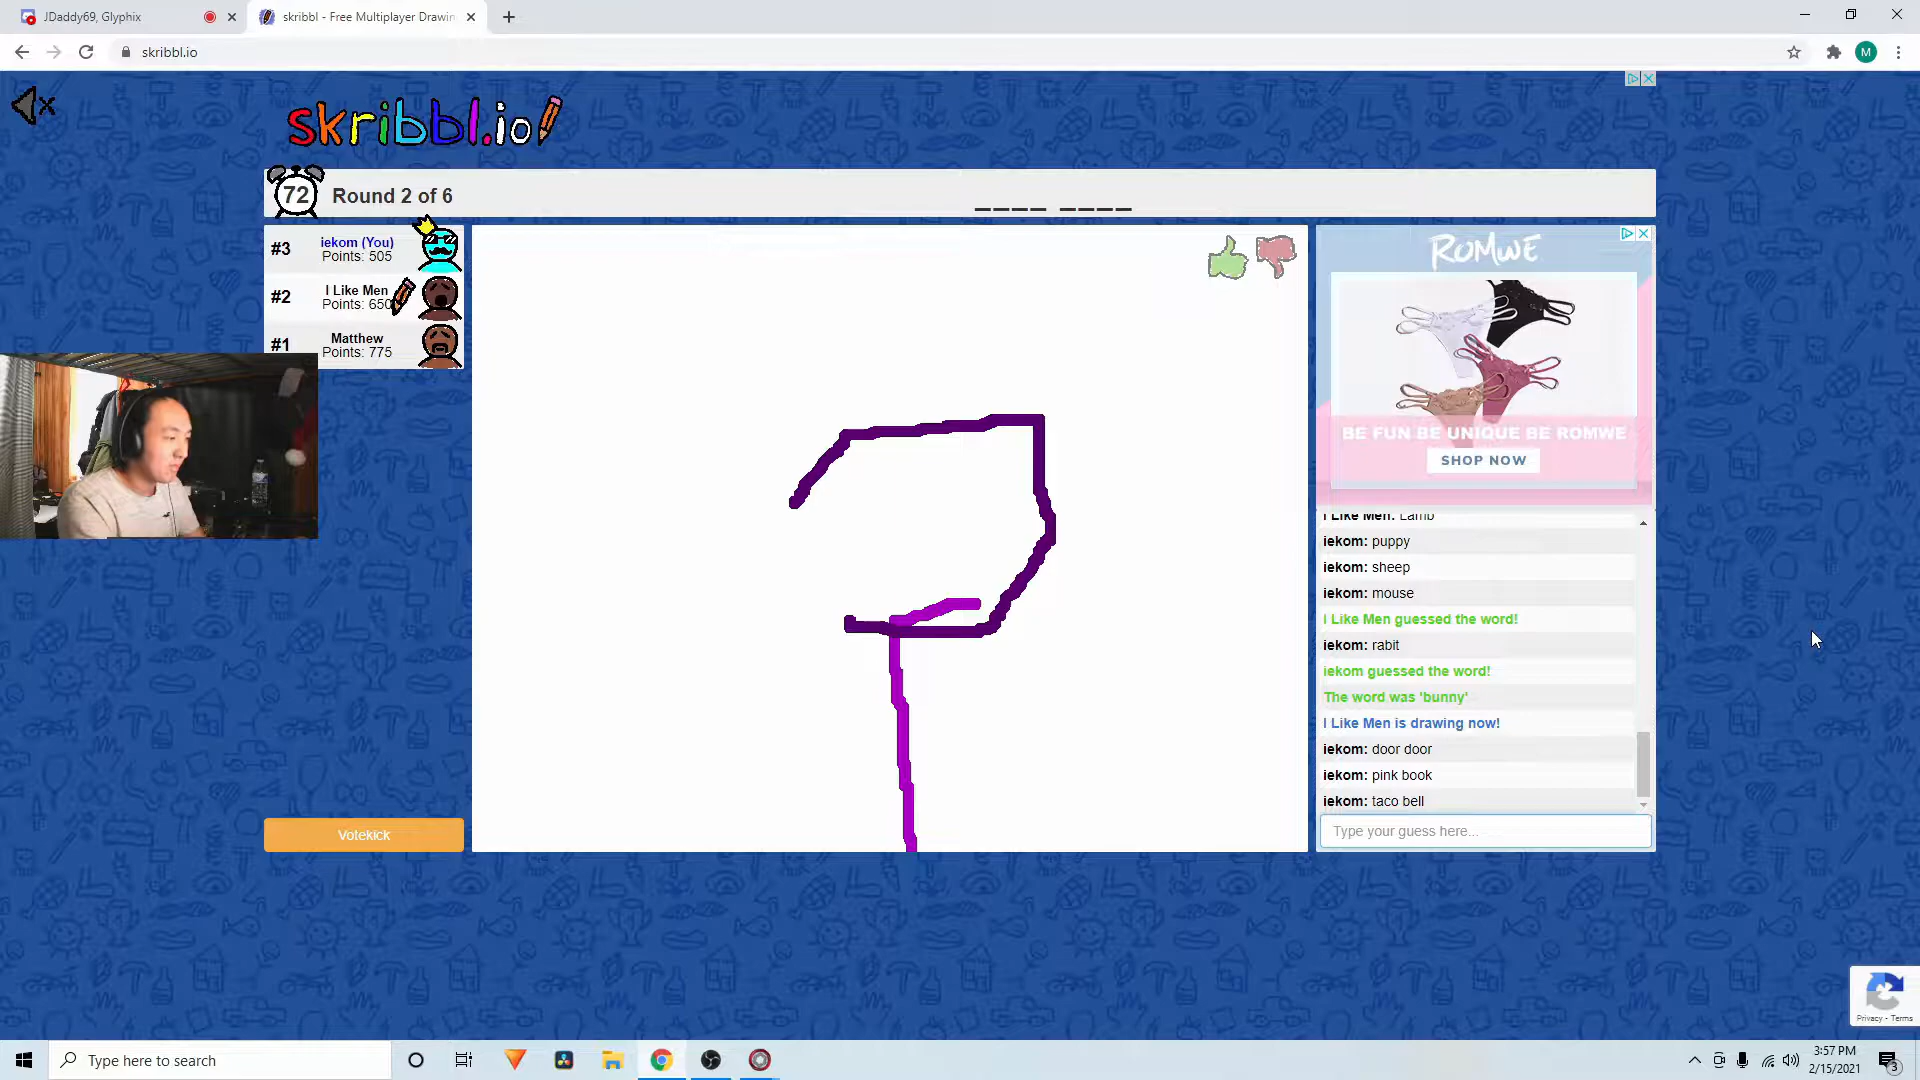 JDaddy69, Glyphix
skribbl - Free Multiplayer Drawin
skribbl.io
M
skribbl.io
72
Round 2 of 6
____ ____
#3
iekom (You)
Points: 505
#2
I Like Men
Points: 650
#1
Matthew
Points: 775
Votekick
ROMWE
BE FUN BE UNIQUE BE ROMWE
SHOP NOW
I Like Men: Lamb
iekom: puppy
iekom: sheep
iekom: mouse
I Like Men guessed the word!
iekom: rabit
iekom guessed the word!
The word was 'bunny'
I Like Men is drawing now!
iekom: door door
iekom: pink book
iekom: taco bell
Type your guess here...
Privacy - Terms
Type here to search
3:57 PM
2/15/2021
3